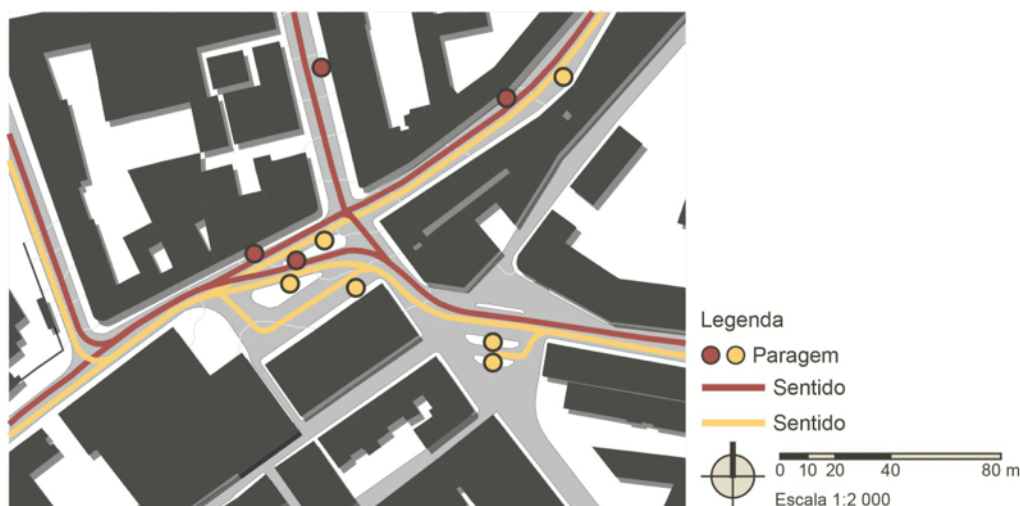 Legenda
Paragem
Sentido
Sentido
0 10 20 40 80 m
Escala 1:2 000